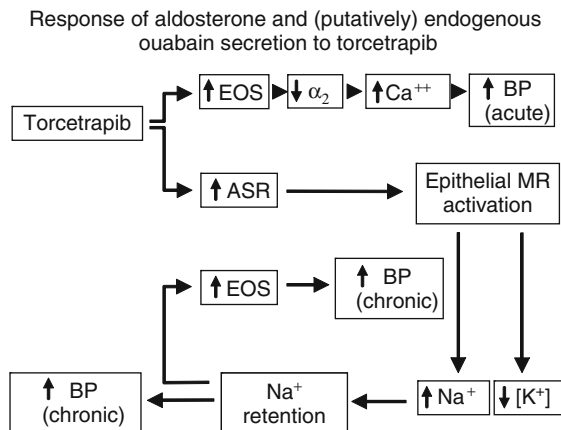 Response of aldosterone and (putatively) endogenous
ouabain secretion to torcetrapib
Torcetrapib
↑ EOS
↓ α₂
↑ Ca⁺⁺
↑ BP
(acute)
↑ ASR
Epithelial MR
activation
↑ EOS
↑ BP
(chronic)
↑ BP
(chronic)
Na⁺
retention
↑ Na⁺
↓ [K⁺]